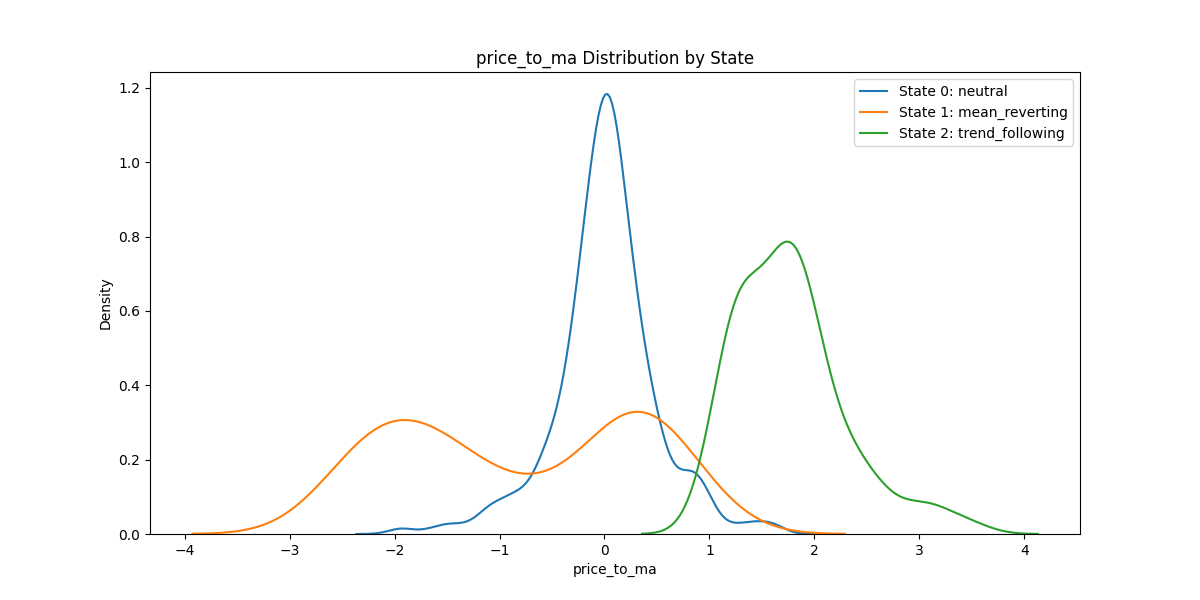 price_to_ma Distribution by State
State 0: neutral
State 1: mean_reverting
State 2: trend_following
Density
1.2
1.0
0.8
0.6
0.4
0.2
0.0
−4
−3
−2
−1
0
1
2
3
4
price_to_ma